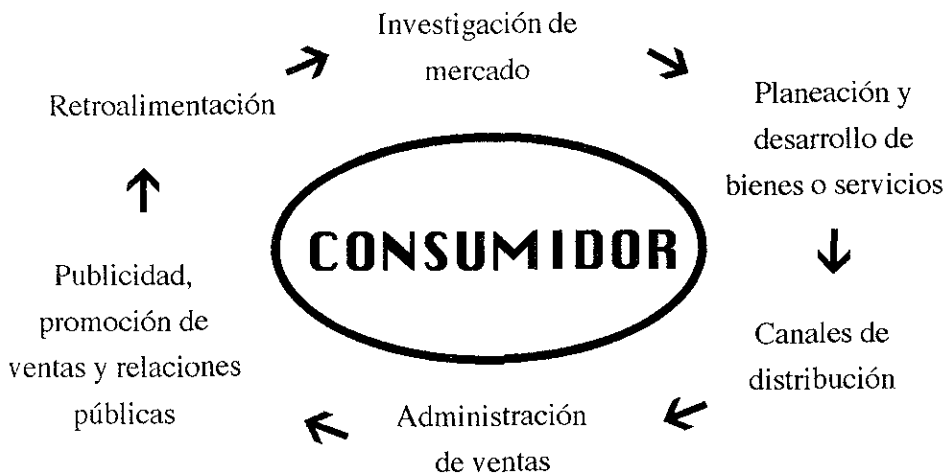 Investigación de
mercado
Planeación y
desarrollo de
bienes o servicios
Canales de
distribución
Administración
de ventas
Publicidad,
promoción de
ventas y relaciones
públicas
Retroalimentación
CONSUMIDOR